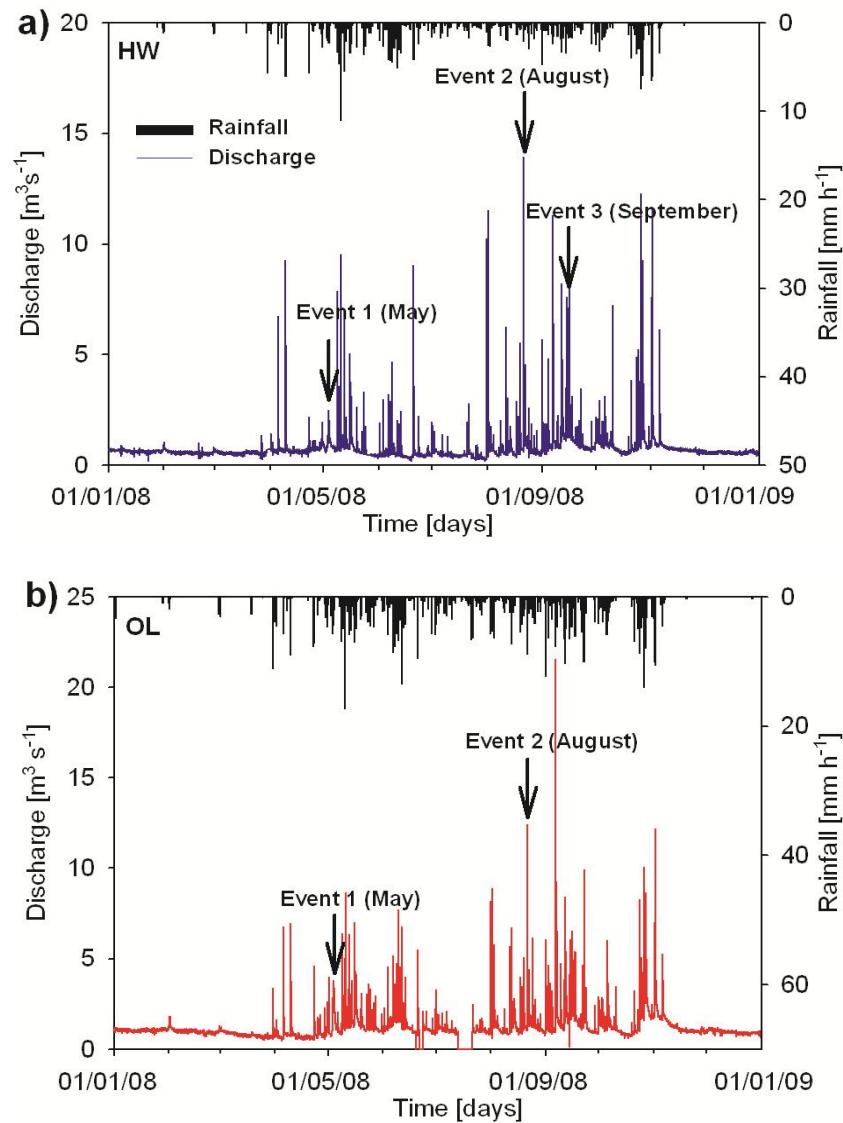 a)
HW
Event 2 (August)
Rainfall
Discharge
Event 3 (September)
Event 1 (May)
Discharge [m³s⁻¹]
20
15
10
5
0
Rainfall [mm h⁻¹]
0
10
20
30
40
50
01/01/08 01/05/08 01/09/08 01/01/09
Time [days]
b)
OL
Event 2 (August)
Event 1 (May)
Discharge [m³ s⁻¹]
25
20
15
10
5
0
Rainfall [mm h⁻¹]
0
20
40
60
01/01/08 01/05/08 01/09/08 01/01/09
Time [days]